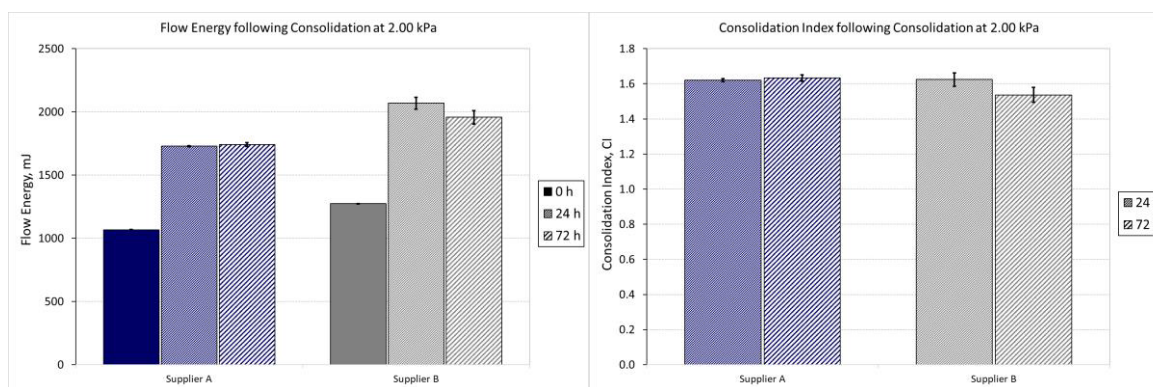 Flow Energy following Consolidation at 2.00 kPa
2500
2000
1500
1000
500
0
Flow Energy, mJ
Supplier A
Supplier B
0 h
24 h
72 h
Consolidation Index following Consolidation at 2.00 kPa
1.8
1.6
1.4
1.2
1.0
0.8
0.6
0.4
0.2
0.0
Consolidation Index, CI
Supplier A
Supplier B
24
72